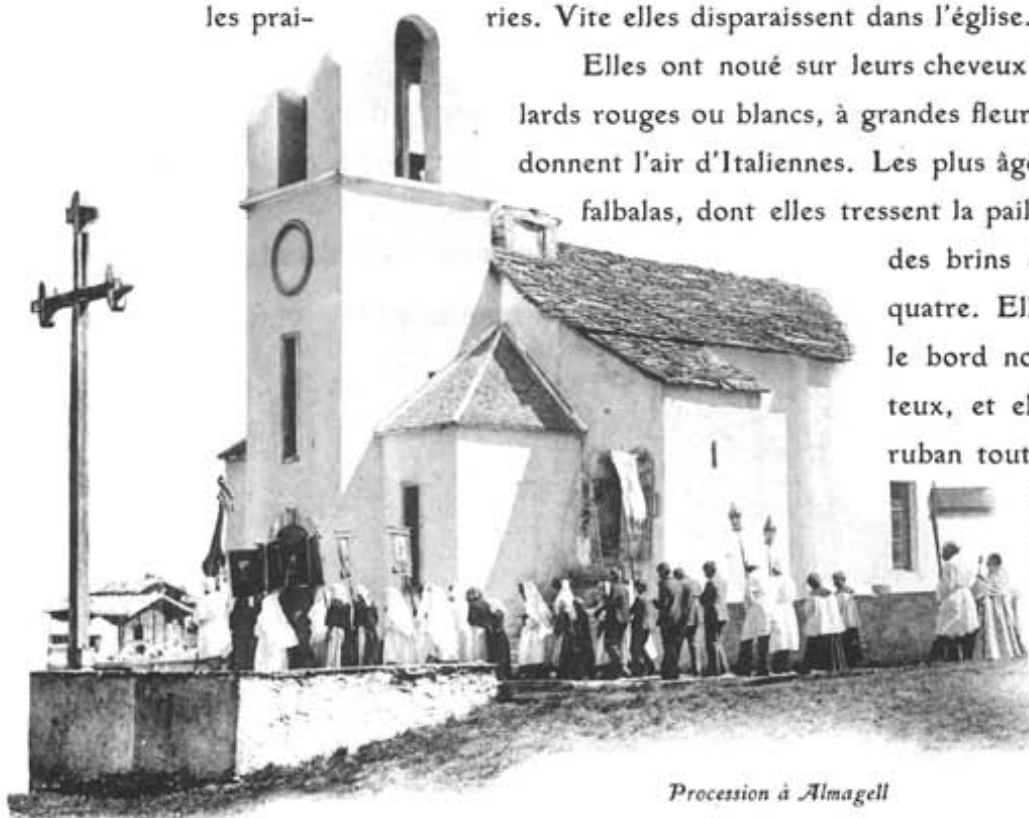 les prai- ries. Vite elles disparaissent dans l'église.
Elles ont noué sur leurs cheveux
lards rouges ou blancs, à grandes fleur
donnent l'air d'Italiennes. Les plus âg
falbalas, dont elles tressent la pail
des brins
quatre. El
le bord no
teux, et el
ruban tout
Procession à Almagell